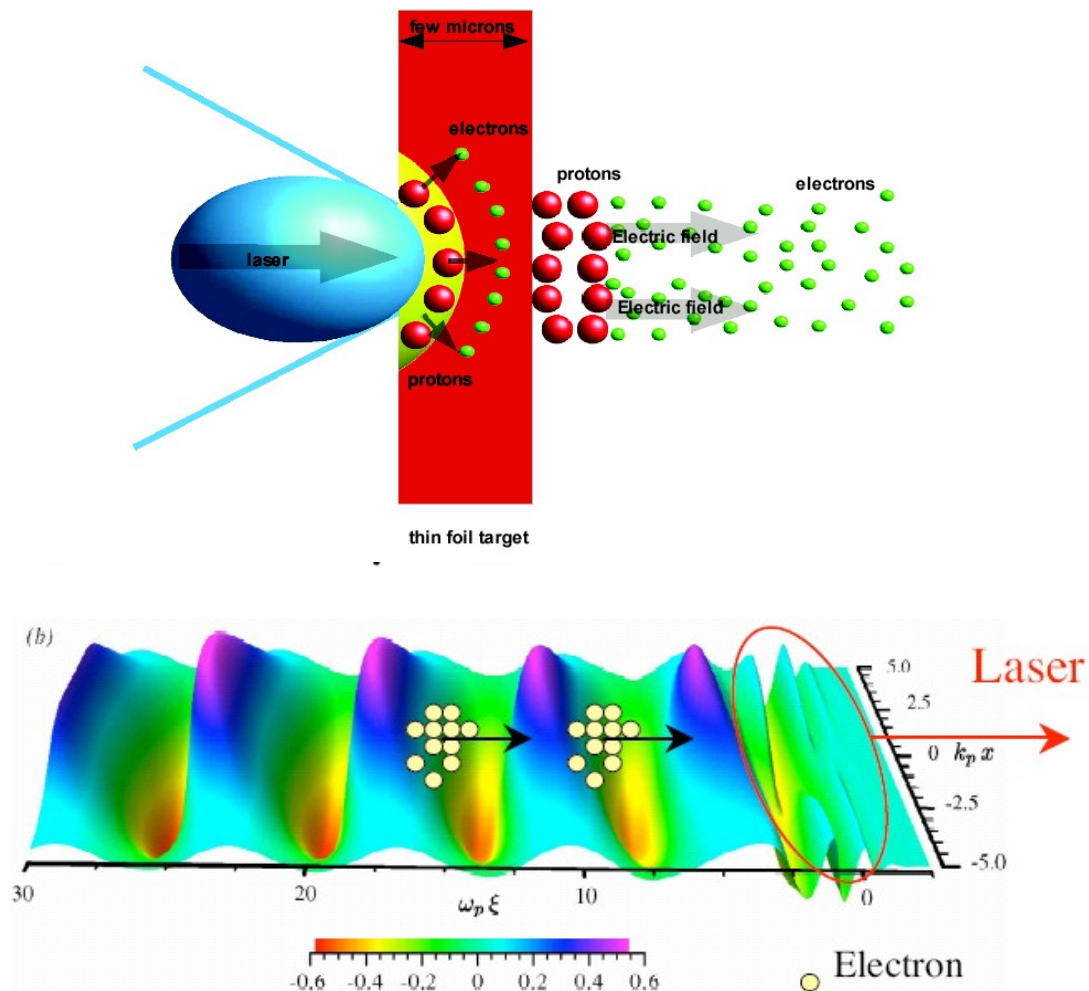 few microns
electrons
protons
electrons
laser
Electric field
Electric field
protons
thin foil target
(b)
Laser
5.0
2.5
0 k_p x
-2.5
-5.0
30 20 10 0
ω_p ξ
-0.6 -0.4 -0.2 0 0.2 0.4 0.6
Electron